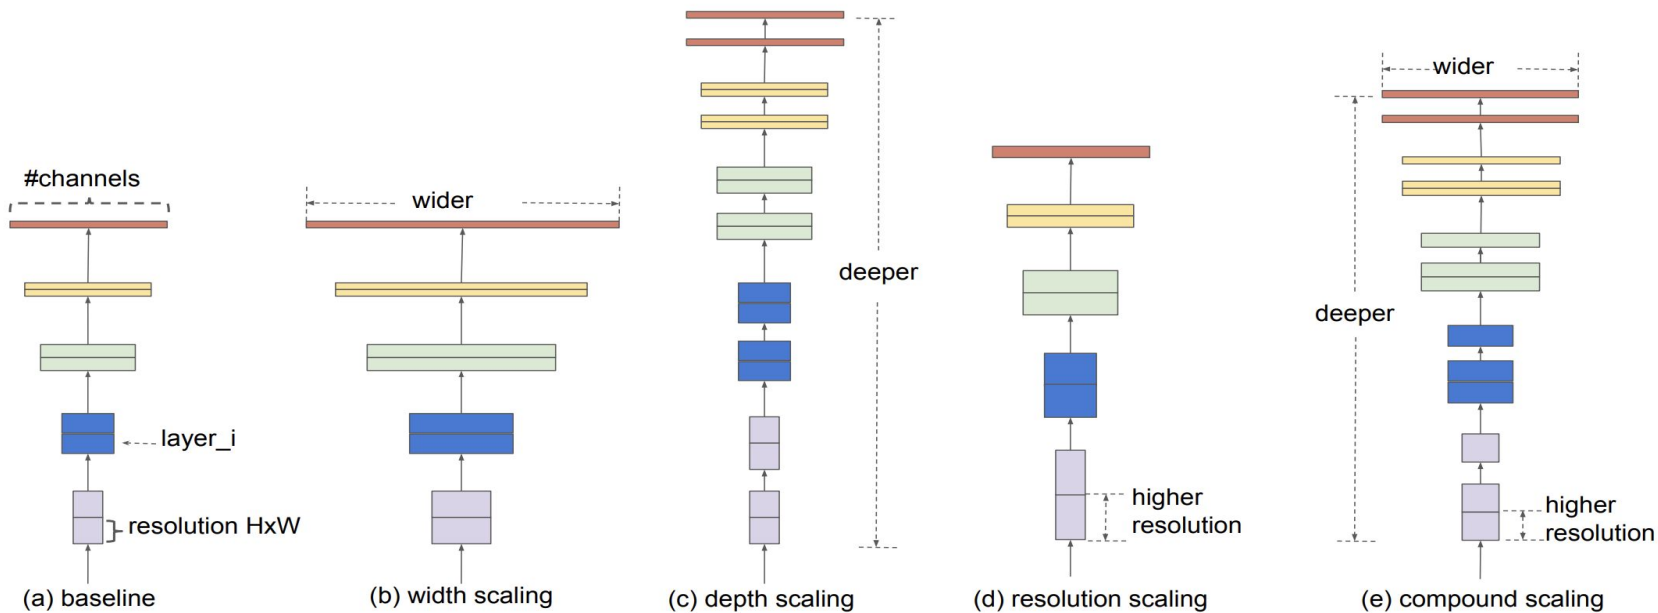 #channels
layer_i
resolution HxW
(a) baseline
wider
(b) width scaling
deeper
(c) depth scaling
higher
resolution
(d) resolution scaling
wider
deeper
higher
resolution
(e) compound scaling